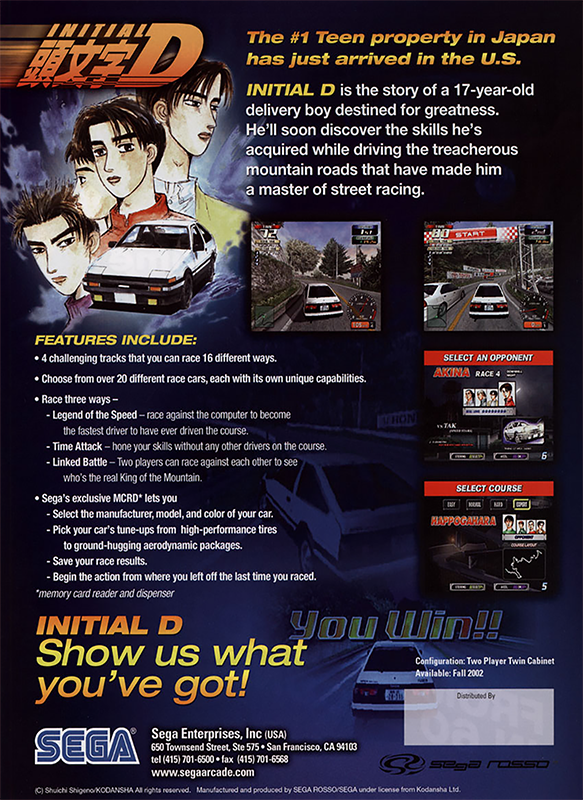 INITIAL D
頭文字
The #1 Teen property in Japan
has just arrived in the U.S.
INITIAL D is the story of a 17-year-old
delivery boy destined for greatness.
He'll soon discover the skills he's
acquired while driving the treacherous
mountain roads that have made him
a master of street racing.
START
FEATURES INCLUDE:
• 4 challenging tracks that you can race 16 different ways.
• Choose from over 20 different race cars, each with its own unique capabilities.
• Race three ways –
- Legend of the Speed – race against the computer to become
the fastest driver to have ever driven the course.
- Time Attack – hone your skills without any other drivers on the course.
- Linked Battle – Two players can race against each other to see
who's the real King of the Mountain.
• Sega's exclusive MCRD* lets you
- Select the manufacturer, model, and color of your car.
- Pick your car's tune-ups from high-performance tires
to ground-hugging aerodynamic packages.
- Save your race results.
- Begin the action from where you left off the last time you raced.
*memory card reader and dispenser
SELECT AN OPPONENT
AKINA RACE 4
VS TAK
6
SELECT COURSE
EASY NORMAL HARD EXPERT
HAPPOGAHARA
COURSE LAYOUT
5
INITIAL D
Show us what
you've got!
You Win!!
Configuration: Two Player Twin Cabinet
Available: Fall 2002
Distributed By
SEGA®
Sega Enterprises, Inc (USA)
650 Townsend Street, Ste 575 • San Francisco, CA 94103
tel (415) 701-6500 • fax (415) 701-6568
www.segaarcade.com
sega rosso
(C) Shuichi Shigeno/KODANSHA All rights reserved. Manufactured and produced by SEGA ROSSO/SEGA under license from Kodansha Ltd.